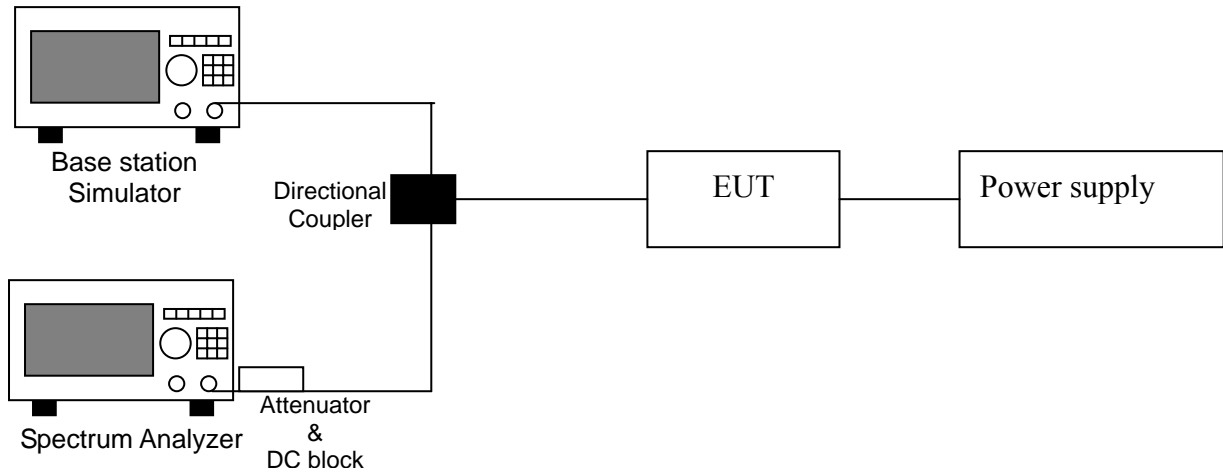 Base station
Simulator
Directional
Coupler
EUT
Power supply
Spectrum Analyzer
Attenuator
&
DC block